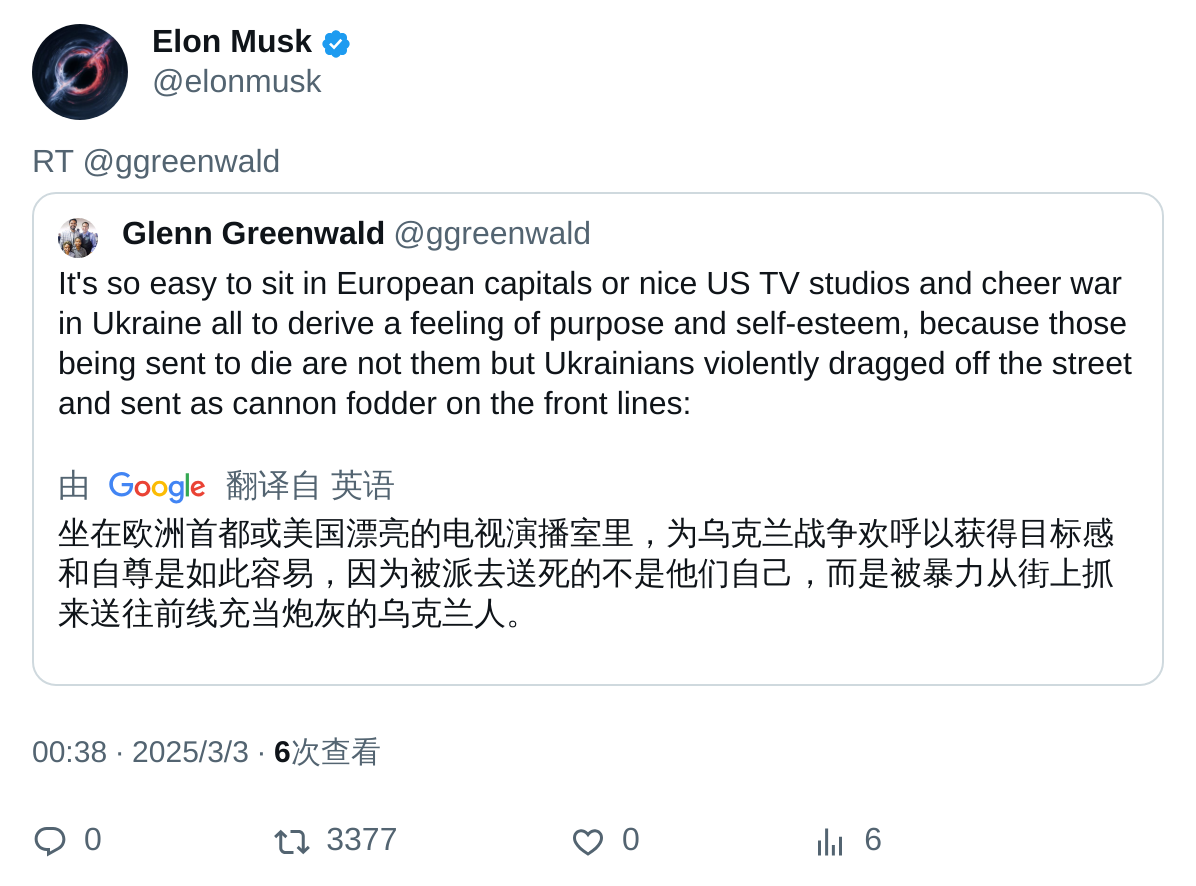 Elon Musk
@elonmusk
RT @ggreenwald
Glenn Greenwald @ggreenwald
It's so easy to sit in European capitals or nice US TV studios and cheer war
in Ukraine all to derive a feeling of purpose and self-esteem, because those
being sent to die are not them but Ukrainians violently dragged off the street
and sent as cannon fodder on the front lines:
由 Google 翻译自 英语
坐在欧洲首都或美国漂亮的电视演播室里，为乌克兰战争欢呼以获得目标感
和自尊是如此容易，因为被派去送死的不是他们自己，而是被暴力从街上抓
来送往前线充当炮灰的乌克兰人。
00:38 · 2025/3/3 · 6次查看
0 3377 0 6